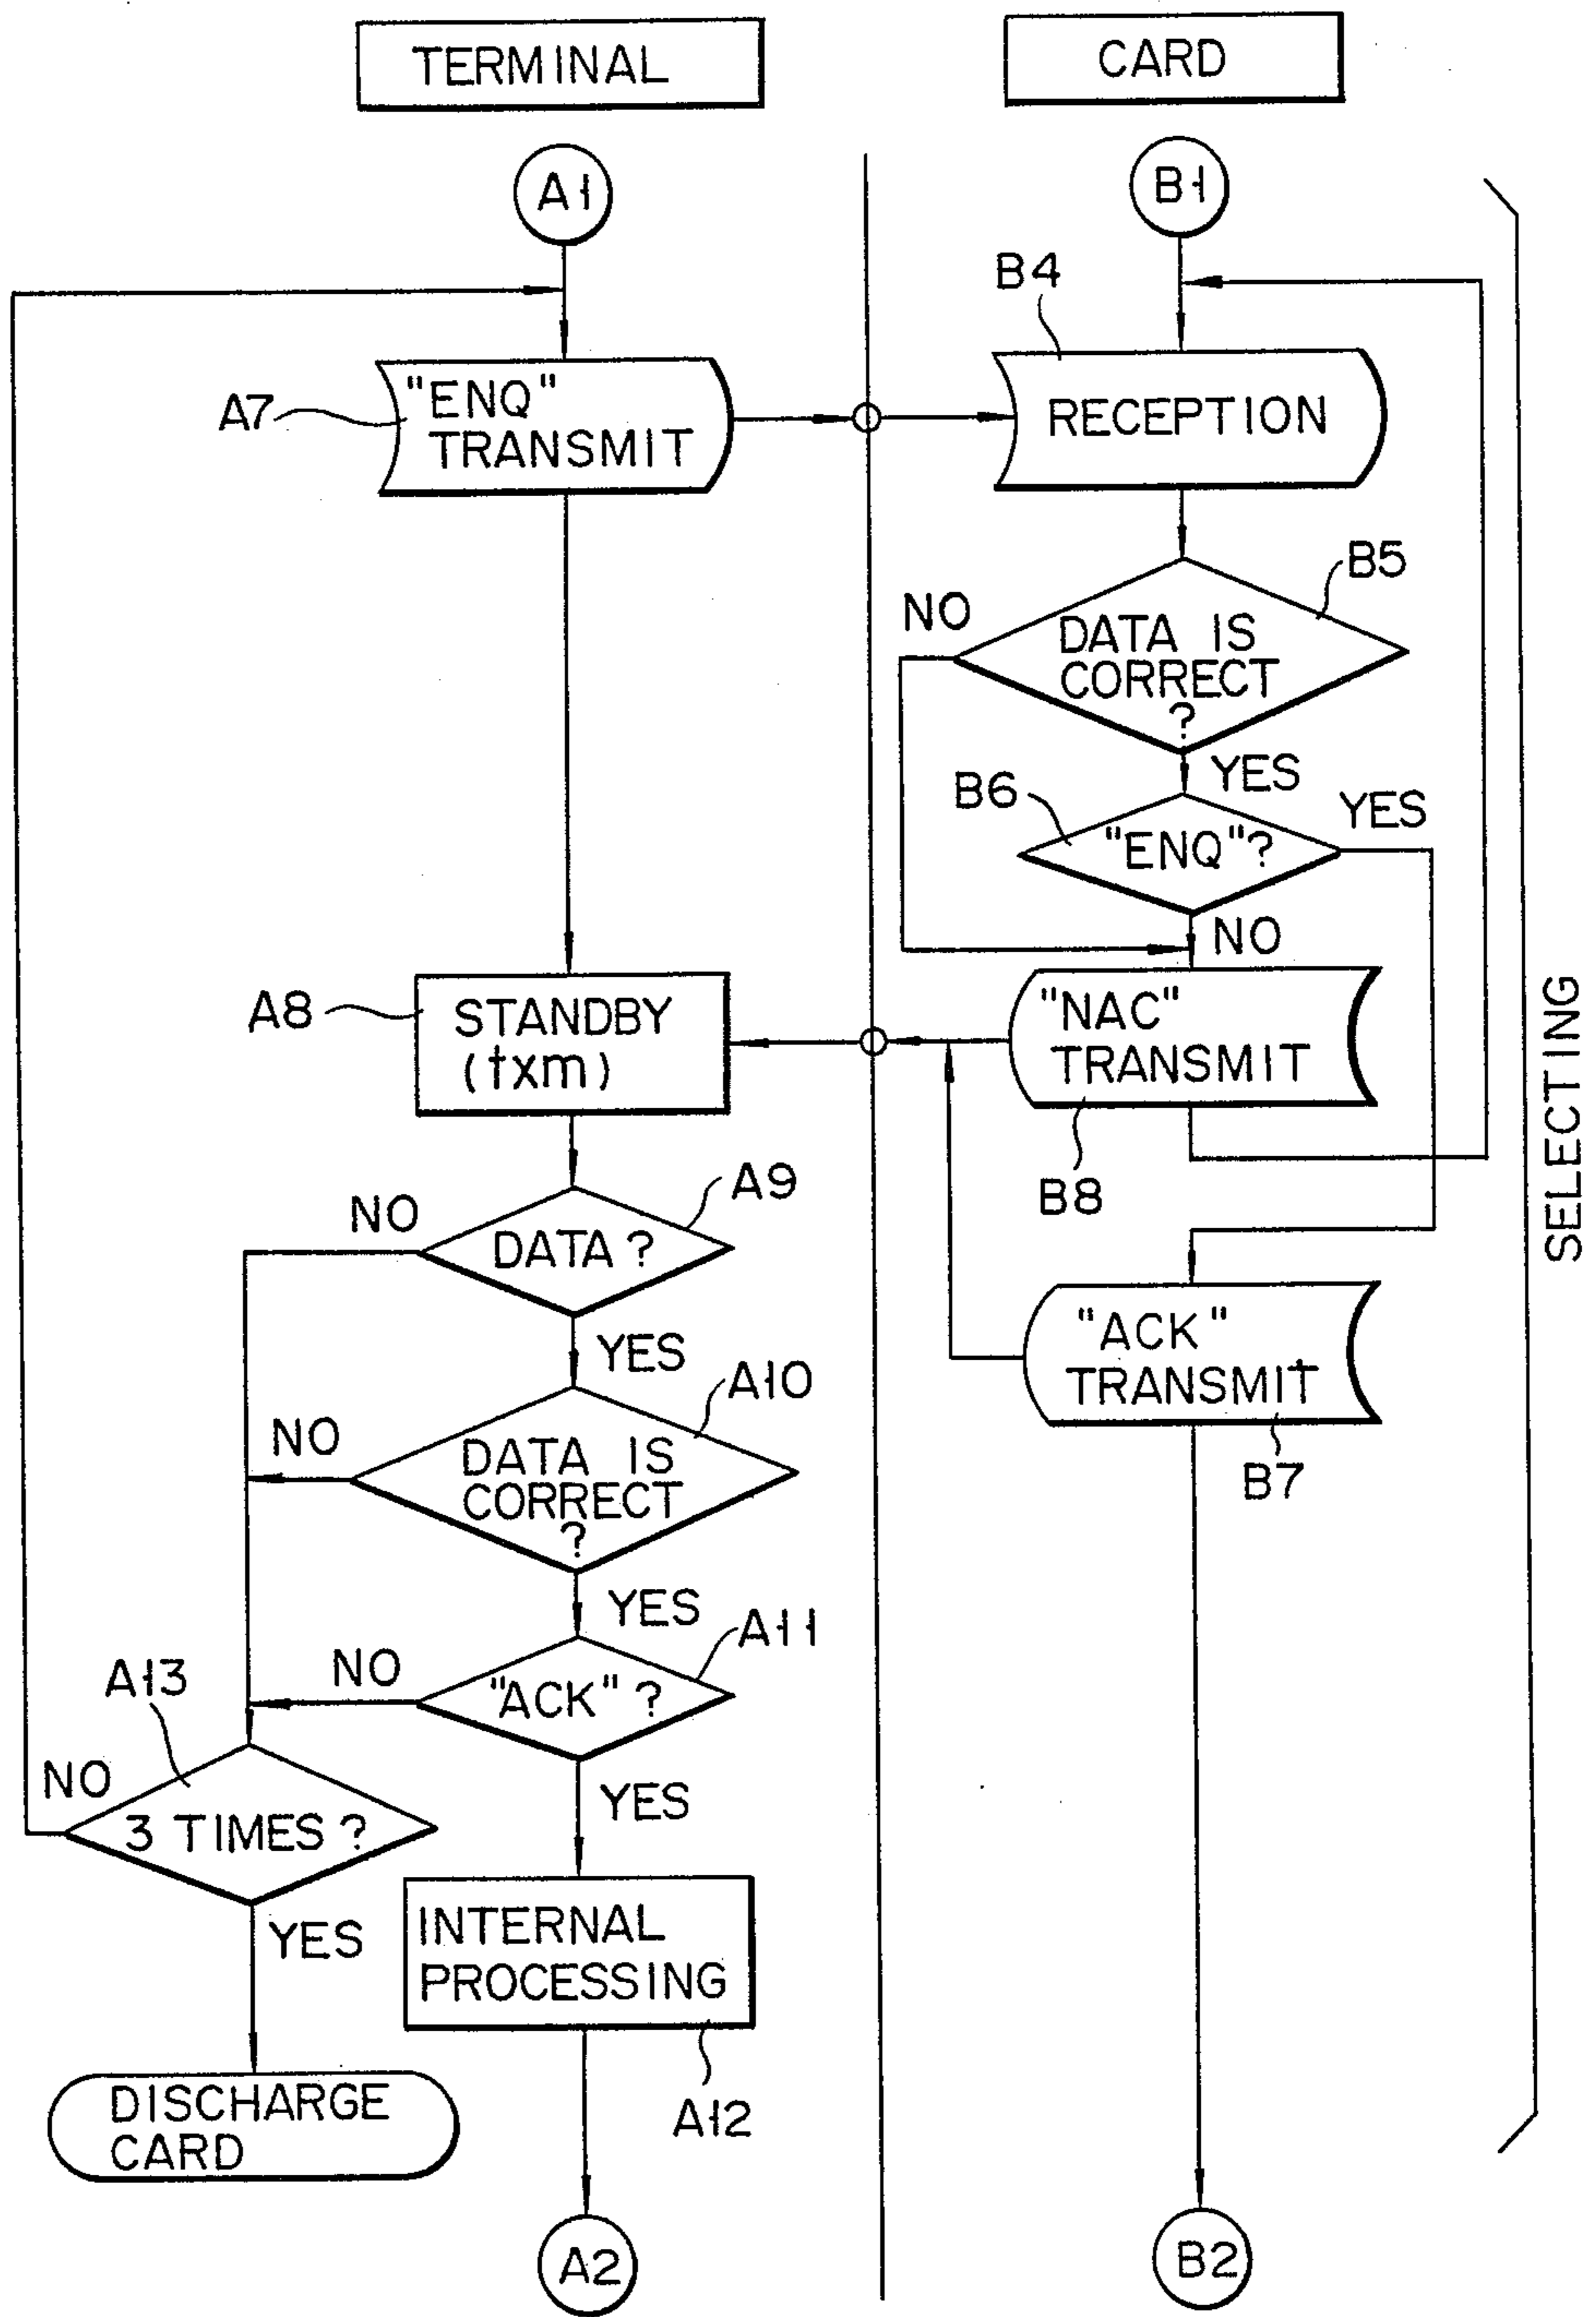 TERMINAL
CARD
A1
B1
B4
A7
"ENQ"
TRANSMIT
RECEPTION
B5
NO
DATA IS
CORRECT
?
YES
B6
YES
"ENQ"?
NO
A8
STANDBY
(txm)
"NAC"
TRANSMIT
B8
SELECTING
A9
NO
DATA ?
YES
"ACK"
TRANSMIT
B7
A10
NO
DATA IS
CORRECT
?
YES
A11
NO
"ACK" ?
A13
NO
YES
3 TIMES ?
YES
INTERNAL
PROCESSING
A12
DISCHARGE
CARD
A2
B2